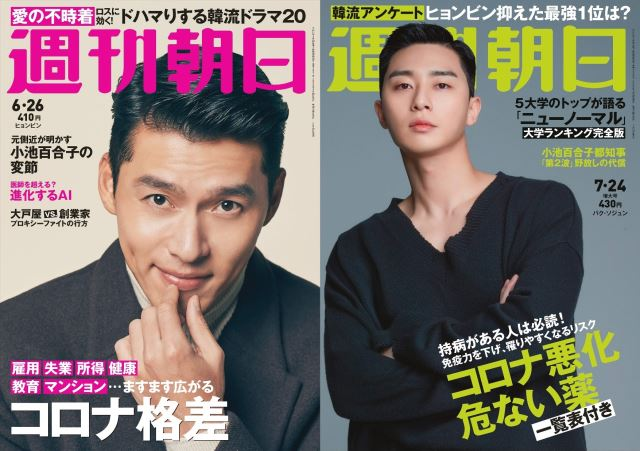 愛の不時着
ロスに
効く!
ドハマりする韓流ドラマ20
週刊朝日
6・26
410円
ヒョンビン
元側近が明かす
小池百合子の
変節
医師を超える?
進化するAI
大戸屋vs.創業家
プロキシーファイトの行方
雇用 失業 所得 健康
教育 マンション…ますます広がる
コロナ格差
韓流アンケート ヒョンビン抑えた最強1位は?
週刊朝日
5大学のトップが語る
「ニューノーマル」
大学ランキング完全版
小池百合子都知事
「第2波」野放しの代償
7・24
増大号
430円
パク・ソジュン
持病がある人は必読!
免疫力を下げ、罹りやすくなるリスク
コロナ悪化
危ない薬
一覧表付き